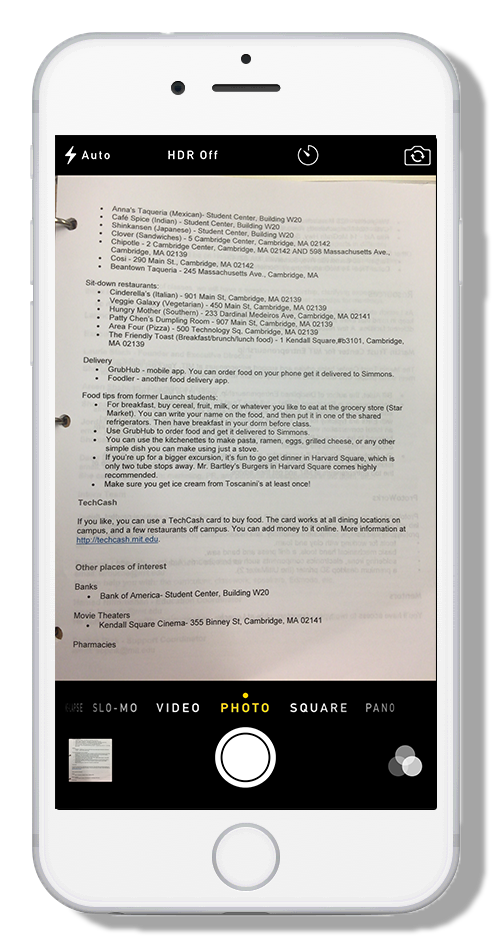 Auto
HDR Off
• Anna's Taqueria (Mexican)- Student Center, Building W20
• Café Spice (Indian) - Student Center, Building W20
• Shinkansen (Japanese) - Student Center, Building W20
• Clover (Sandwiches) - 5 Cambridge Center, Cambridge, MA 02142
• Chipotle - 2 Cambridge Center, Cambridge, MA 02142 AND 598 Massachusetts Ave.,
Cambridge, MA 02139
• Cosi - 290 Main St., Cambridge, MA 02142
• Beantown Taqueria - 245 Massachusetts Ave., Cambridge, MA
Sit-down restaurants:
• Cinderella's (Italian) - 901 Main St, Cambridge, MA 02139
• Veggie Galaxy (Vegetarian) - 450 Main St, Cambridge, MA 02139
• Hungry Mother (Southern) - 233 Dardinal Medeiros Ave, Cambridge, MA 02141
• Patty Chen's Dumpling Room - 907 Main St, Cambridge, MA 02139
• Area Four (Pizza) - 500 Technology Sq, Cambridge, MA 02139
• The Friendly Toast (Breakfast/brunch/lunch food) - 1 Kendall Square,#b3101, Cambridge,
MA 02139
Delivery
• GrubHub - mobile app. You can order food on your phone get it delivered to Simmons.
• Foodler - another food delivery app.
Food tips from former Launch students:
• For breakfast, buy cereal, fruit, milk, or whatever you like to eat at the grocery store (Star
Market). You can write your name on the food, and then put it in one of the shared
refrigerators. Then have breakfast in your dorm before class.
• Use GrubHub to order food and get it delivered to Simmons.
• You can use the kitchenettes to make pasta, ramen, eggs, grilled cheese, or any other
simple dish you can make using just a stove.
• If you're up for a bigger excursion, it's fun to go get dinner in Harvard Square, which is
only two tube stops away. Mr. Bartley's Burgers in Harvard Square comes highly
recommended.
• Make sure you get ice cream from Toscanini's at least once!
TechCash
If you like, you can use a TechCash card to buy food. The card works at all dining locations on
campus, and a few restaurants off campus. You can add money to it online. More information at
http://techcash.mit.edu.
Other places of interest
Banks
• Bank of America- Student Center, Building W20
Movie Theaters
• Kendall Square Cinema- 355 Binney St, Cambridge, MA 02141
Pharmacies
SLO-MO VIDEO PHOTO SQUARE PANO